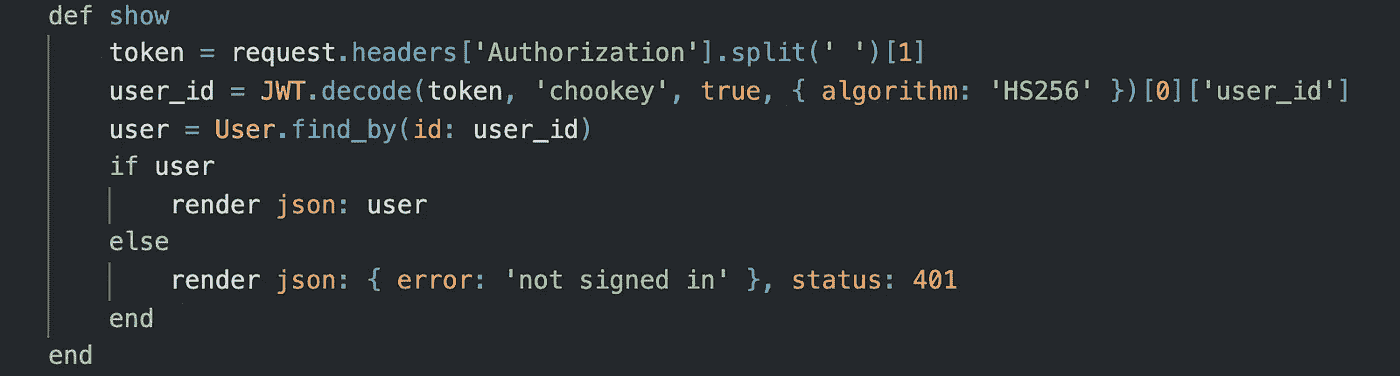 def show
    token = request.headers['Authorization'].split(' ')[1]
    user_id = JWT.decode(token, 'chookey', true, { algorithm: 'HS256' })[0]['user_id']
    user = User.find_by(id: user_id)
    if user
        render json: user
    else
        render json: { error: 'not signed in' }, status: 401
    end
end